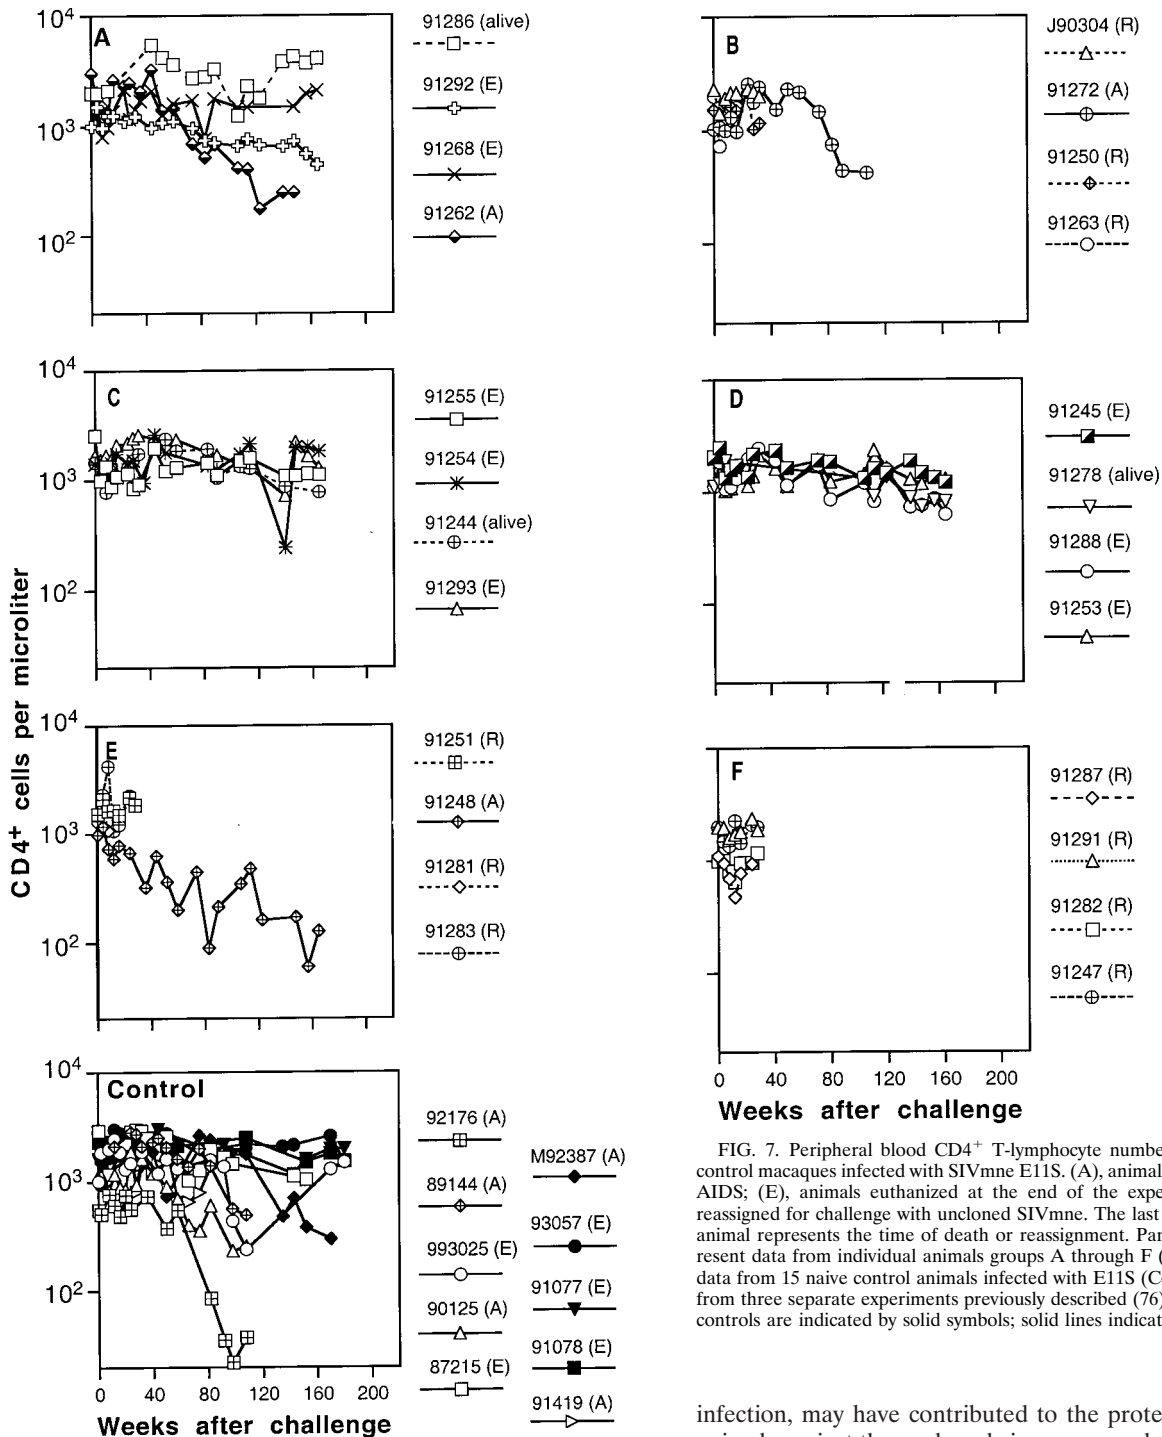 A
10⁴
10³
10²
91286 (alive)
91292 (E)
91268 (E)
91262 (A)
B
J90304 (R)
91272 (A)
91250 (R)
91263 (R)
C
10⁴
10³
10²
91255 (E)
91254 (E)
91244 (alive)
91293 (E)
D
91245 (E)
91278 (alive)
91288 (E)
91253 (E)
CD4⁺ cells per microliter
E
10⁴
10³
10²
91251 (R)
91248 (A)
91281 (R)
91283 (R)
F
91287 (R)
91291 (R)
91282 (R)
91247 (R)
0 40 80 120 160 200
Weeks after challenge
Control
10⁴
10³
10²
0 40 80 120 160 200
Weeks after challenge
92176 (A)
89144 (A)
993025 (E)
90125 (A)
87215 (E)
M92387 (A)
93057 (E)
91077 (E)
91078 (E)
91419 (A)
FIG. 7. Peripheral blood CD4⁺ T-lymphocyte number
control macaques infected with SIVmne E11S. (A), animal
AIDS; (E), animals euthanized at the end of the expe
reassigned for challenge with uncloned SIVmne. The last
animal represents the time of death or reassignment. Par
resent data from individual animals groups A through F (
data from 15 naive control animals infected with E11S (C
from three separate experiments previously described (76)
controls are indicated by solid symbols; solid lines indicat
infection, may have contributed to the prote